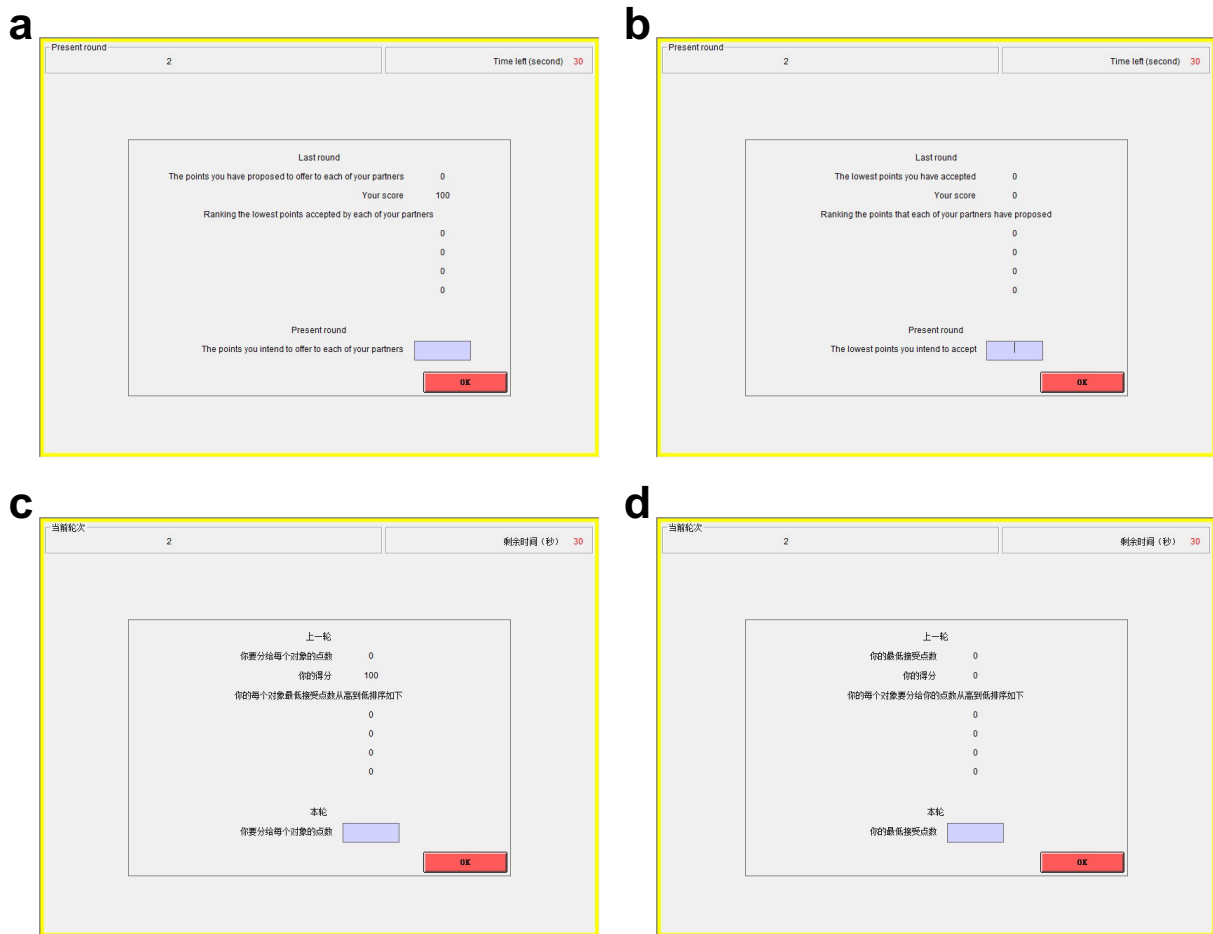 a
Present round
2
Time left (second) 30
Last round
The points you have proposed to offer to each of your partners 0
Your score 100
Ranking the lowest points accepted by each of your partners
0
0
0
0
Present round
The points you intend to offer to each of your partners
OK
b
Present round
2
Time left (second) 30
Last round
The lowest points you have accepted 0
Your score 0
Ranking the points that each of your partners have proposed
0
0
0
0
Present round
The lowest points you intend to accept
OK
c
当前轮次
2
剩余时间（秒） 30
上一轮
你要分给每个对象的点数 0
你的得分 100
你的每个对象最低接受点数从高到低排序如下
0
0
0
0
本轮
你要分给每个对象的点数
OK
d
当前轮次
2
剩余时间（秒） 30
上一轮
你的最低接受点数 0
你的得分 0
你的每个对象要分给你的点数从高到低排序如下
0
0
0
0
本轮
你的最低接受点数
OK